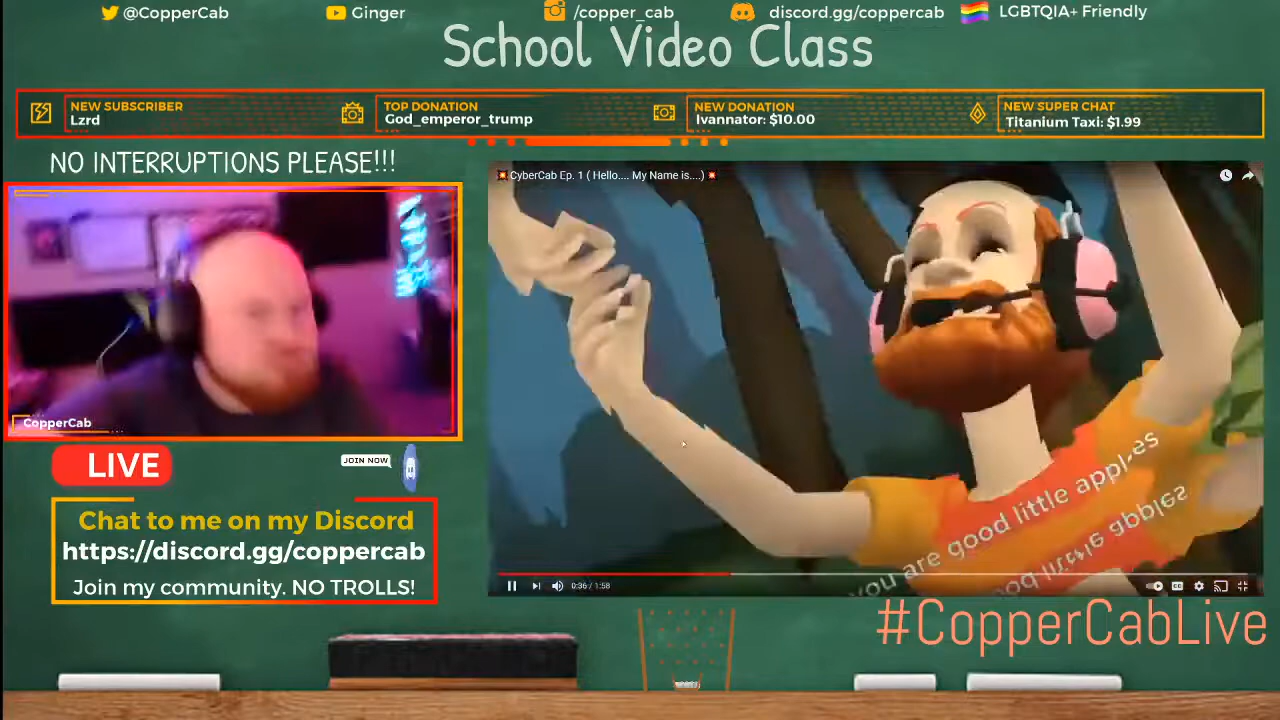 @CopperCab
Ginger
/copper_cab
discord.gg/coppercab
LGBTQIA+ Friendly
School Video Class
NEW SUBSCRIBER
Lzrd
TOP DONATION
God_emperor_trump
NEW DONATION
Ivannator: $10.00
NEW SUPER CHAT
Titanium Taxi: $1.99
NO INTERRUPTIONS PLEASE!!!
CyberCab Ep. 1 ( Hello.... My Name is....)
CopperCab
LIVE
JOIN NOW
Chat to me on my Discord
https://discord.gg/coppercab
Join my community. NO TROLLS!
you are good little apples
0:36 / 1:58
#CopperCabLive